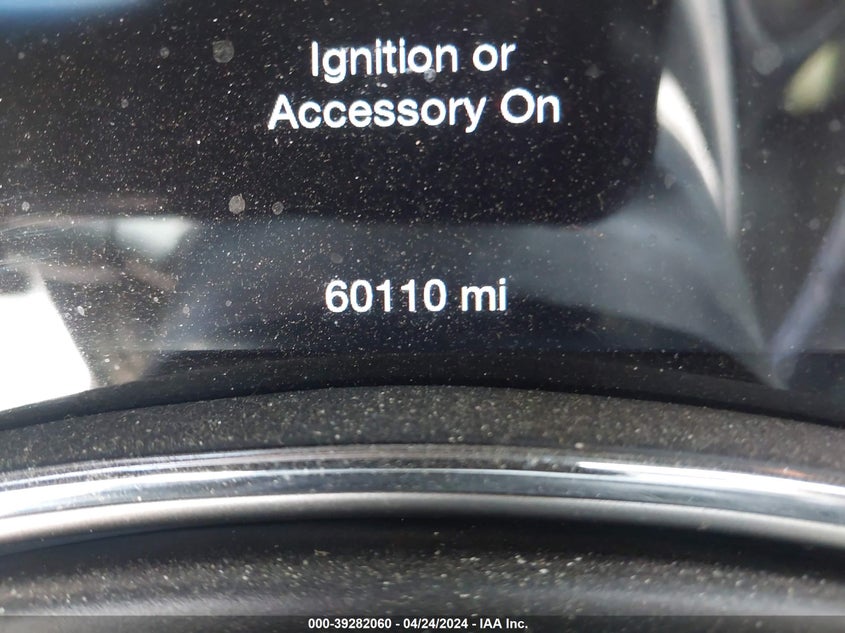 Ignition or
Accessory On
60110 mi
000-39282060 - 04/24/2024 - IAA Inc.